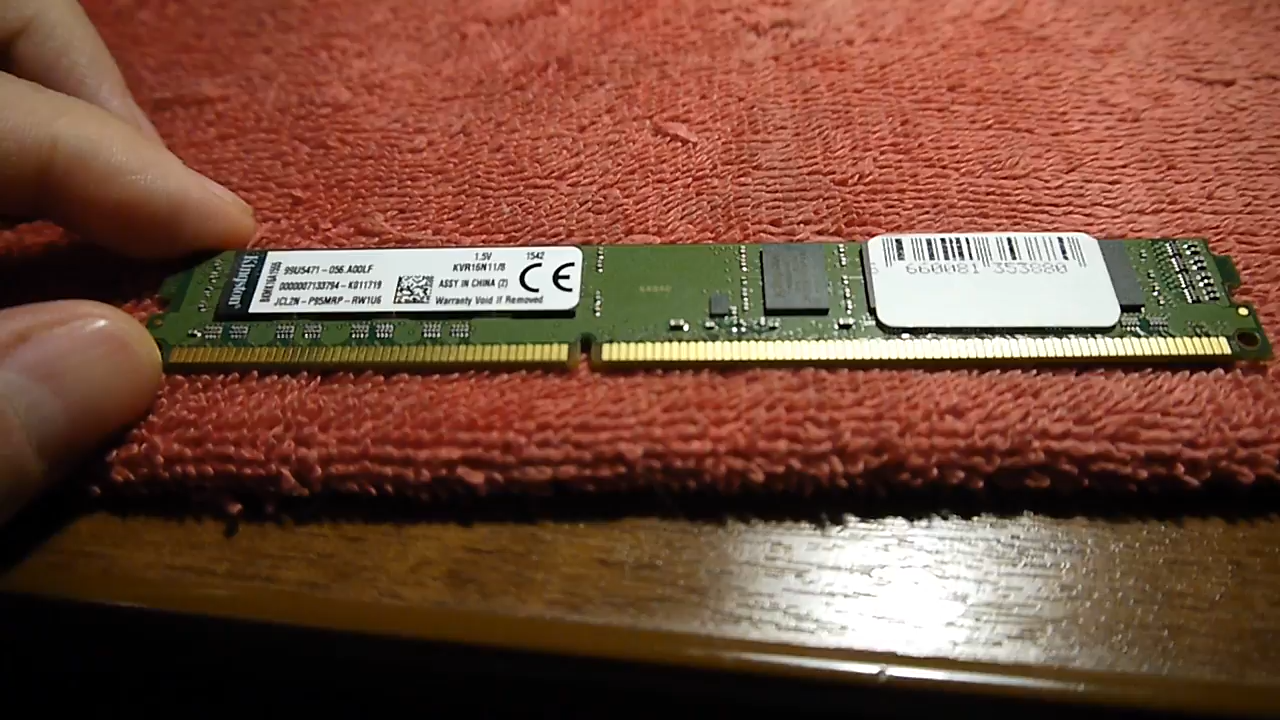 Kingston
99U5471-056.A00LF
0000007133794-K011719
JCL2N-P95MRP-RW1U6
1.5V 1542
KVR16N11/8
ASSY IN CHINA (2)
Warranty Void If Removed
CE
660081 353880